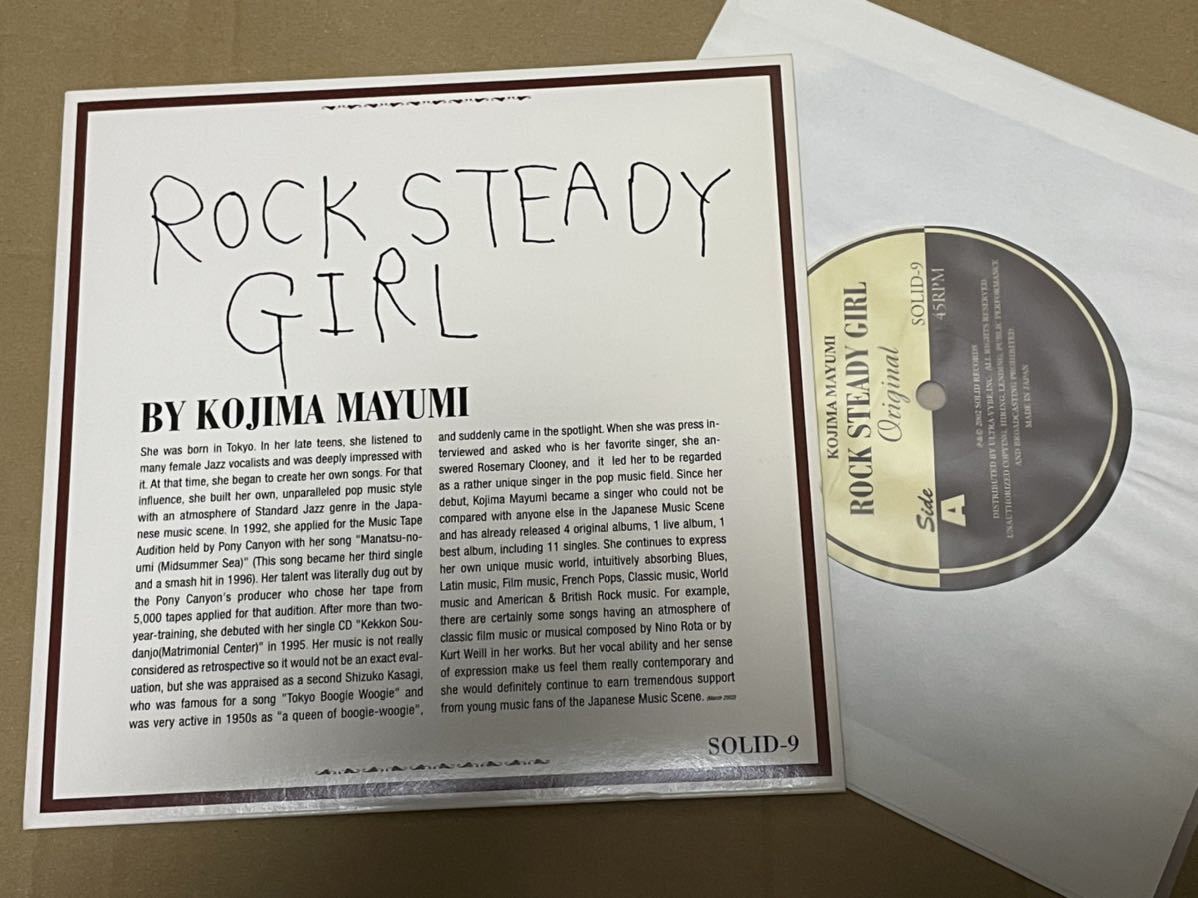 ROCK STEADY
GIRL
BY KOJIMA MAYUMI
She was born in Tokyo. In her late teens, she listened to
many female Jazz vocalists and was deeply impressed with
it. At that time, she began to create her own songs. For that
influence, she built her own, unparalleled pop music style
with an atmosphere of Standard Jazz genre in the Japa-
nese music scene. In 1992, she applied for the Music Tape
Audition held by Pony Canyon with her song "Manatsu-no-
umi (Midsummer Sea)" (This song became her third single
and a smash hit in 1996). Her talent was literally dug out by
the Pony Canyon's producer who chose her tape from
5,000 tapes applied for that audition. After more than two-
year-training, she debuted with her single CD "Kekkon Sou-
danjo(Matrimonial Center)" in 1995. Her music is not really
considered as retrospective so it would not be an exact eval-
uation, but she was appraised as a second Shizuko Kasagi,
who was famous for a song "Tokyo Boogie Woogie" and
was very active in 1950s as "a queen of boogie-woogie",
and suddenly came in the spotlight. When she was press in-
terviewed and asked who is her favorite singer, she an-
swered Rosemary Clooney, and it led her to be regarded
as a rather unique singer in the pop music field. Since her
debut, Kojima Mayumi became a singer who could not be
compared with anyone else in the Japanese Music Scene
and has already released 4 original albums, 1 live album, 1
best album, including 11 singles. She continues to express
her own unique music world, intuitively absorbing Blues,
Latin music, Film music, French Pops, Classic music, World
music and American & British Rock music. For example,
there are certainly some songs having an atmosphere of
classic film music or musical composed by Nino Rota or by
Kurt Weill in her works. But her vocal ability and her sense
of expression make us feel them really contemporary and
she would definitely continue to earn tremendous support
from young music fans of the Japanese Music Scene. (March 2002)
SOLID-9
KOJIMA MAYUMI
ROCK STEADY GIRL
Original
Side
A
SOLID-9
45RPM
P & © 2002 SOLID RECORDS
DISTRIBUTED BY ULTRA-VYBE, INC. ALL RIGHTS RESERVED
UNAUTHORIZED COPYING, HIRING, LENDING, PUBLIC PERFORMANCE
AND BROADCASTING PROHIBITED
MADE IN JAPAN